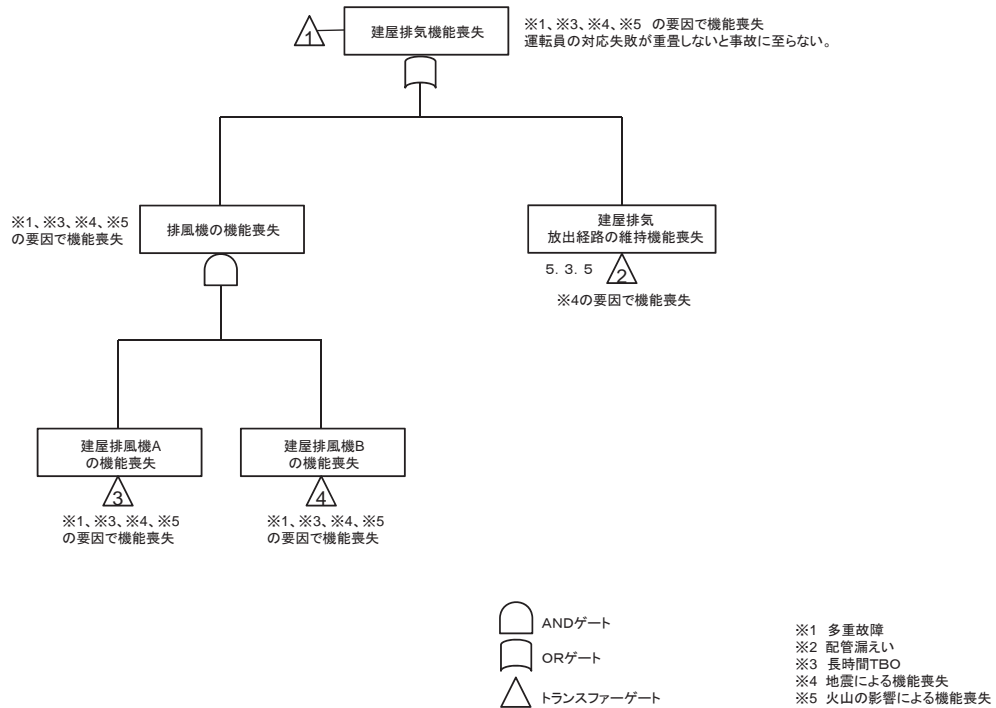 1
建屋排気機能喪失
※1、※3、※4、※5 の要因で機能喪失
運転員の対応失敗が重畳しないと事故に至らない。
※1、※3、※4、※5
の要因で機能喪失
排風機の機能喪失
建屋排気
放出経路の維持機能喪失
5．3．5
2
※4の要因で機能喪失
建屋排風機A
の機能喪失
3
※1、※3、※4、※5
の要因で機能喪失
建屋排風機B
の機能喪失
4
※1、※3、※4、※5
の要因で機能喪失
ANDゲート
ORゲート
トランスファーゲート
※1 多重故障
※2 配管漏えい
※3 長時間TBO
※4 地震による機能喪失
※5 火山の影響による機能喪失